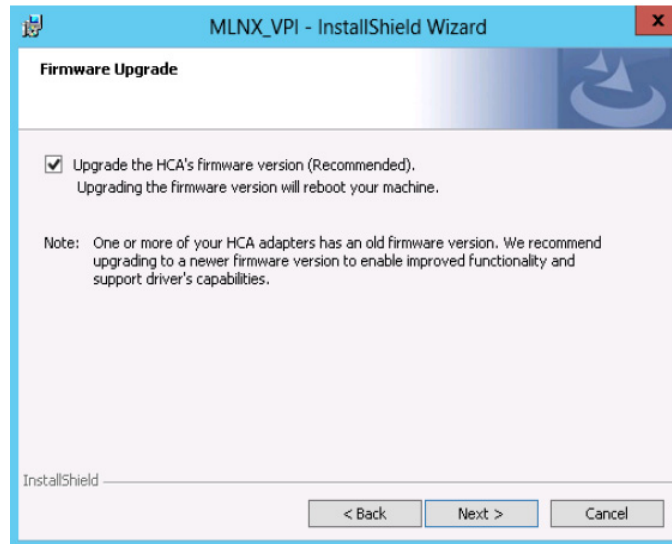 MLNX_VPI - InstallShield Wizard
x
Firmware Upgrade
Upgrade the HCA's firmware version (Recommended).
Upgrading the firmware version will reboot your machine.
Note: One or more of your HCA adapters has an old firmware version. We recommend
upgrading to a newer firmware version to enable improved functionality and
support driver's capabilities.
InstallShield
< Back Next > Cancel